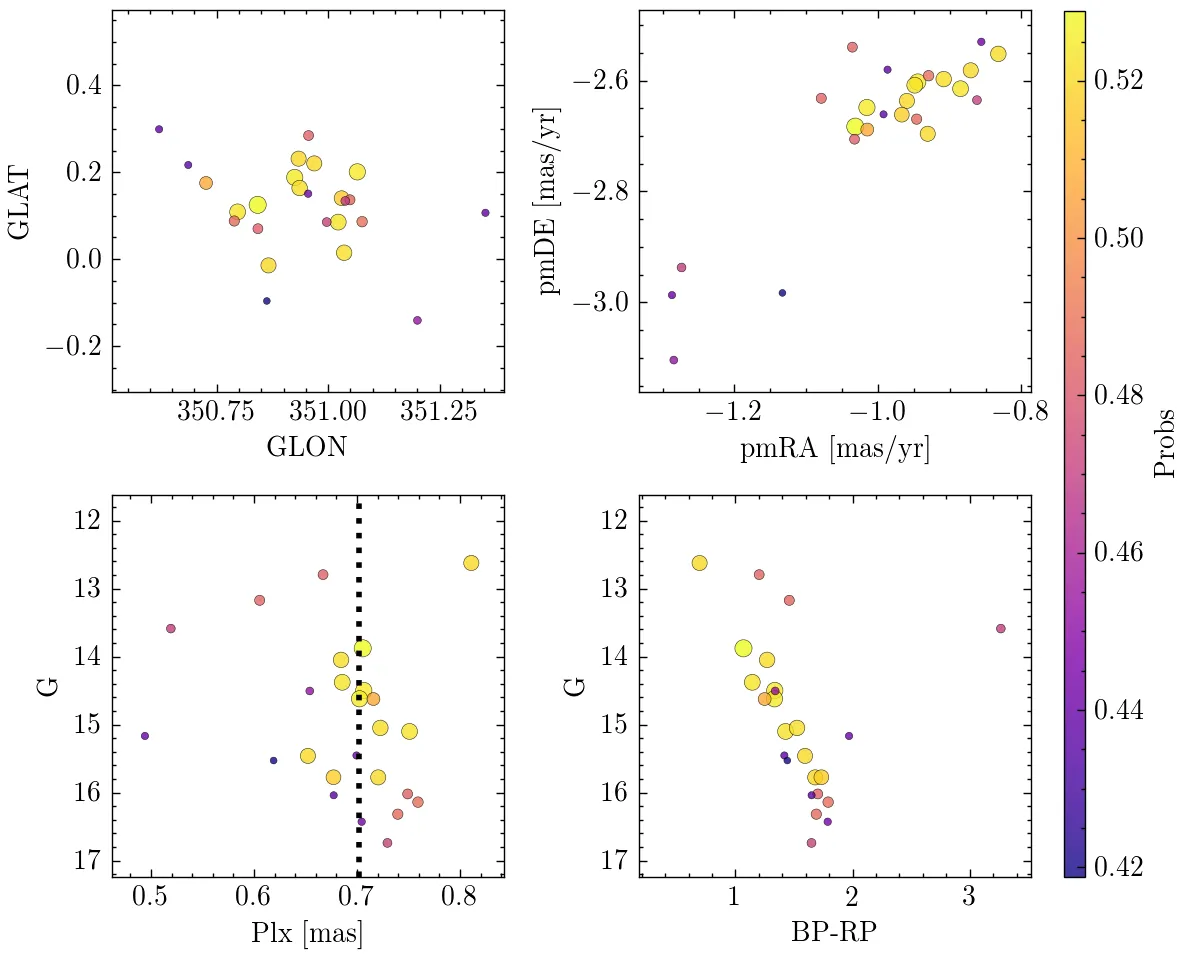 0.4
0.2
0.0
−0.2
GLAT
350.75 351.00 351.25
GLON
−2.6
−2.8
−3.0
pmDE [mas/yr]
−1.2 −1.0 −0.8
pmRA [mas/yr]
12
13
14
15
16
17
G
0.5 0.6 0.7 0.8
Plx [mas]
12
13
14
15
16
17
G
1 2 3
BP-RP
0.52
0.50
0.48
0.46
0.44
0.42
Probs